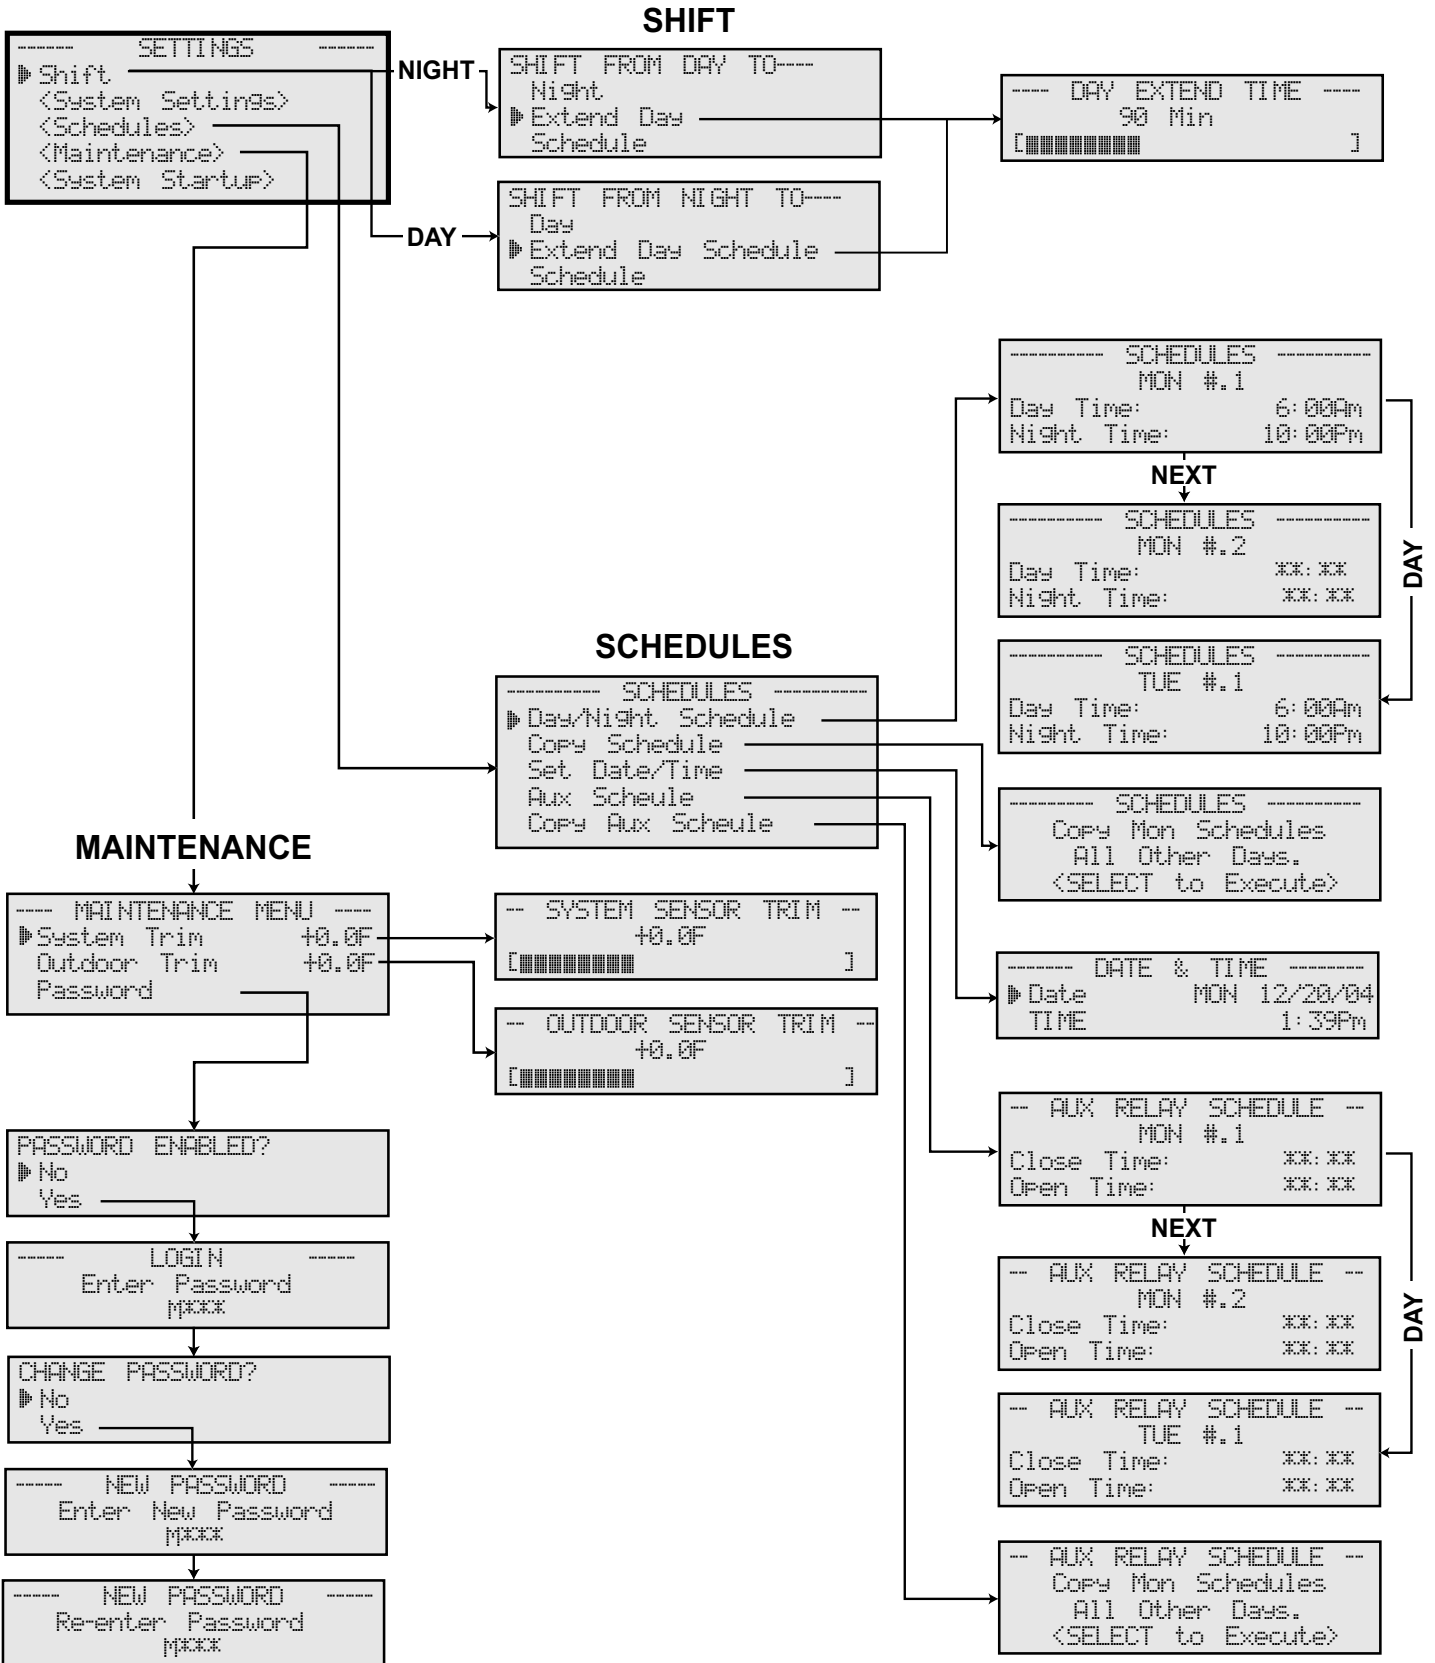 SHIFT
------ SETTINGS ------
Shift
<System Settings>
<Schedules>
<Maintenance>
<System Startup>
NIGHT
SHIFT FROM DAY TO----
Night
Extend Day
Schedule
---- DAY EXTEND TIME ----
90 Min
[ ]
DAY
SHIFT FROM NIGHT TO----
Day
Extend Day Schedule
Schedule
SCHEDULES
---------- SCHEDULES ----------
Day/Night Schedule
Copy Schedule
Set Date/Time
Aux Scheule
Copy Aux Scheule
---------- SCHEDULES ----------
MON #.1
Day Time: 6:00Am
Night Time: 10:00Pm
NEXT
---------- SCHEDULES ----------
MON #.2
Day Time: **:**
Night Time: **:**
DAY
---------- SCHEDULES ----------
TUE #.1
Day Time: 6:00Am
Night Time: 10:00Pm
--------- SCHEDULES ----------
Copy Mon Schedules
All Other Days.
<SELECT to Execute>
------- DATE & TIME --------
Date MON 12/20/04
TIME 1:39Pm
-- AUX RELAY SCHEDULE --
MON #.1
Close Time: **:**
Open Time: **:**
NEXT
-- AUX RELAY SCHEDULE --
MON #.2
Close Time: **:**
Open Time: **:**
DAY
-- AUX RELAY SCHEDULE --
TUE #.1
Close Time: **:**
Open Time: **:**
-- AUX RELAY SCHEDULE --
Copy Mon Schedules
All Other Days.
<SELECT to Execute>
MAINTENANCE
---- MAINTENANCE MENU ----
System Trim +0.0F
Outdoor Trim +0.0F
Password
-- SYSTEM SENSOR TRIM --
+0.0F
[ ]
-- OUTDOOR SENSOR TRIM --
+0.0F
[ ]
PASSWORD ENABLED?
No
Yes
----- LOGIN -----
Enter Password
M***
CHANGE PASSWORD?
No
Yes
----- NEW PASSWORD -----
Enter New Password
M***
----- NEW PASSWORD -----
Re-enter Password
M***